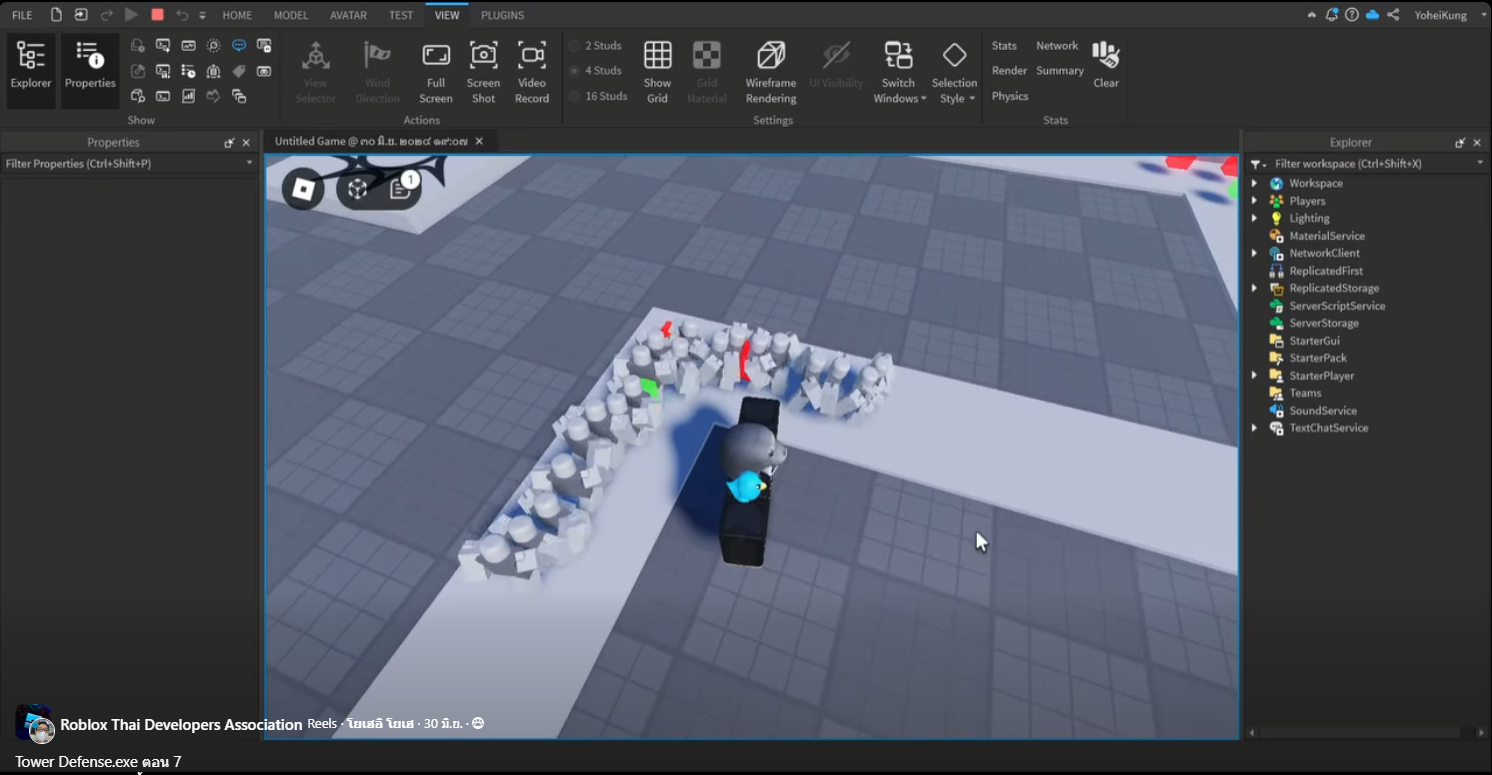 FILE HOME MODEL AVATAR TEST VIEW PLUGINS YoheiKung
Explorer Properties
Show
View Selector
Wind Direction
Full Screen
Screen Shot
Video Record
Actions
2 Studs
4 Studs
16 Studs
Show Grid
Grid Material
Wireframe Rendering
UI Visibility
Switch Windows
Selection Style
Settings
Stats Network
Render Summary
Physics
Clear
Stats
Properties
Filter Properties (Ctrl+Shift+P)
Untitled Game @ ๓๐ มิ.ย. ๒๐๒๔ ๑๙:๐๗
1
Explorer
Filter workspace (Ctrl+Shift+X)
Workspace
Players
Lighting
MaterialService
NetworkClient
ReplicatedFirst
ReplicatedStorage
ServerScriptService
ServerStorage
StarterGui
StarterPack
StarterPlayer
Teams
SoundService
TextChatService
Roblox Thai Developers Association Reels · โยเฮอิ โยเฮ · 30 มิ.ย. ·
Tower Defense.exe ตอน 7